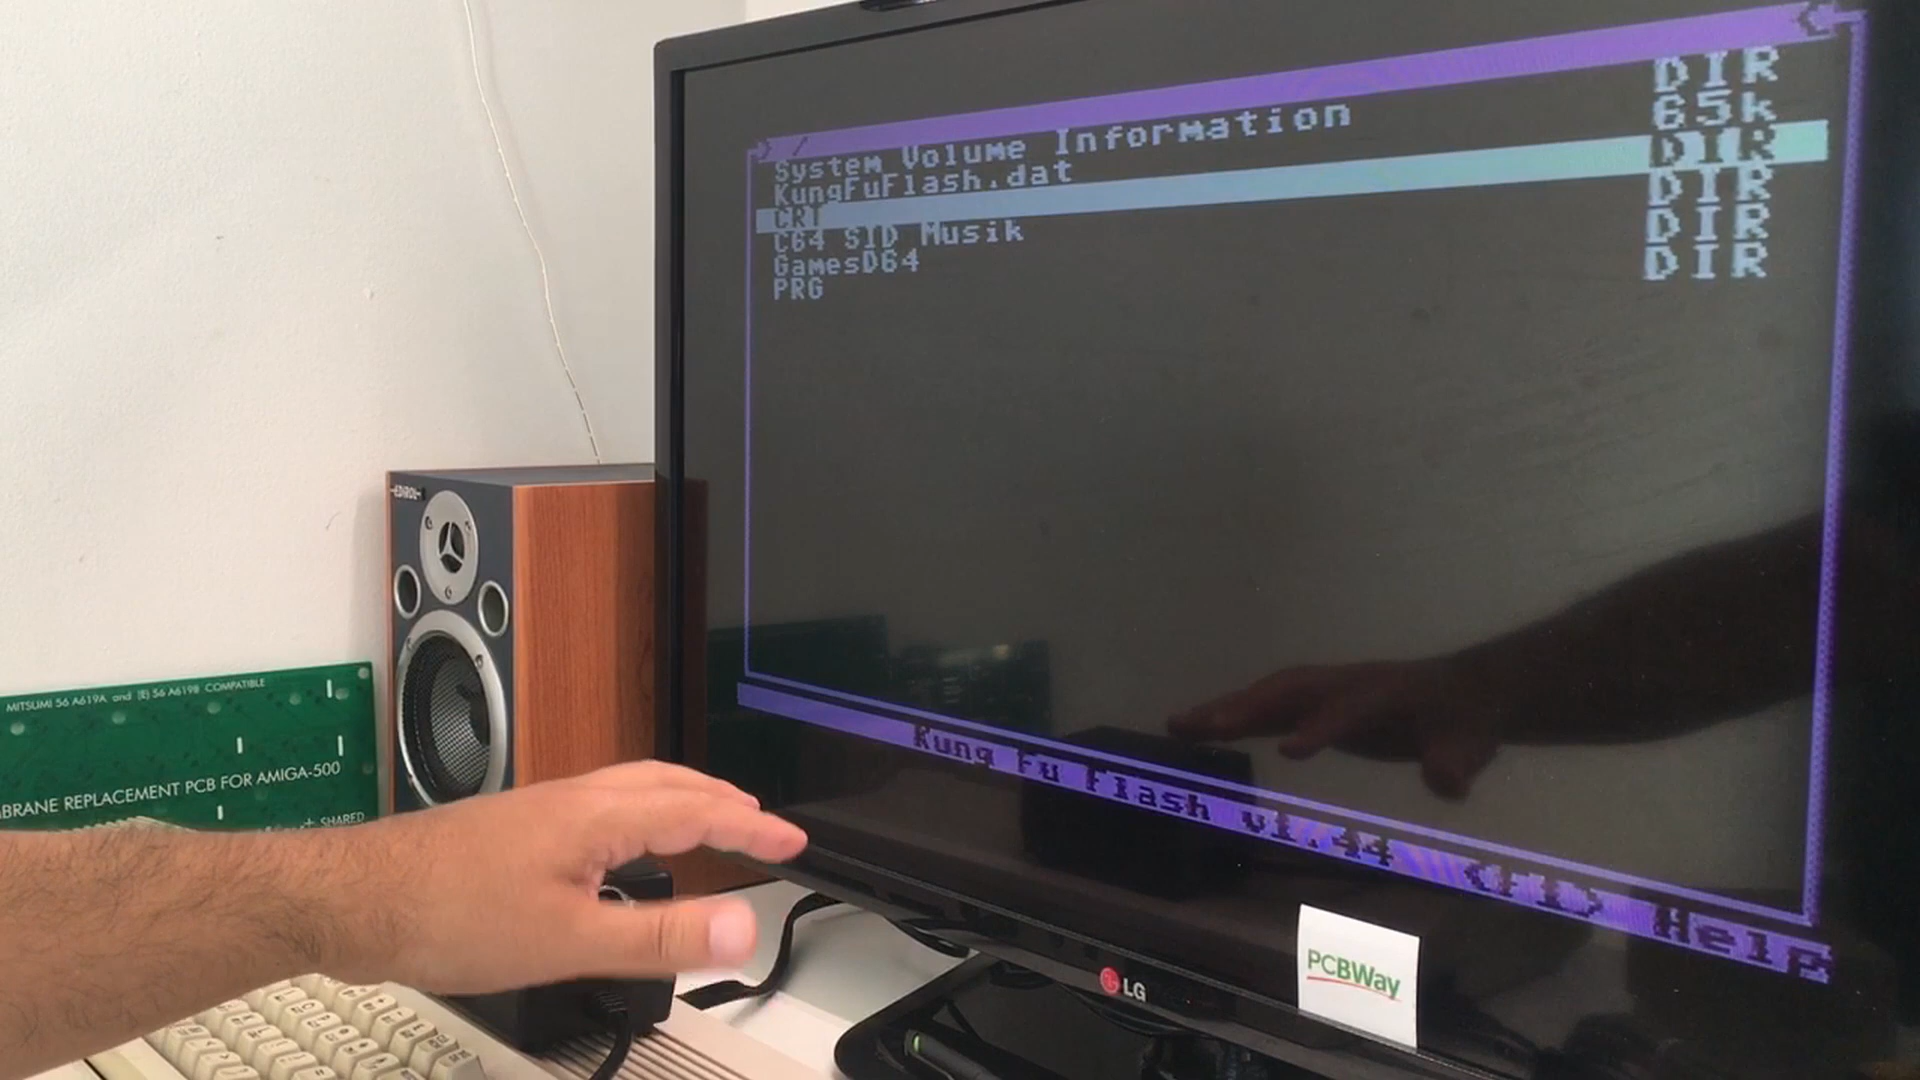 / 
System Volume Information DIR
KungFuFlash.dat 65k
CRT DIR
C64 SID Musik DIR
GamesD64 DIR
PRG DIR
Kung Fu Flash v1.44 <F1> Help
EDIROL
MITSUMI 56 A619A and (E) 56 A619B COMPATIBLE
BRANE REPLACEMENT PCB FOR AMIGA-500
SHARED
LG
PCBWay